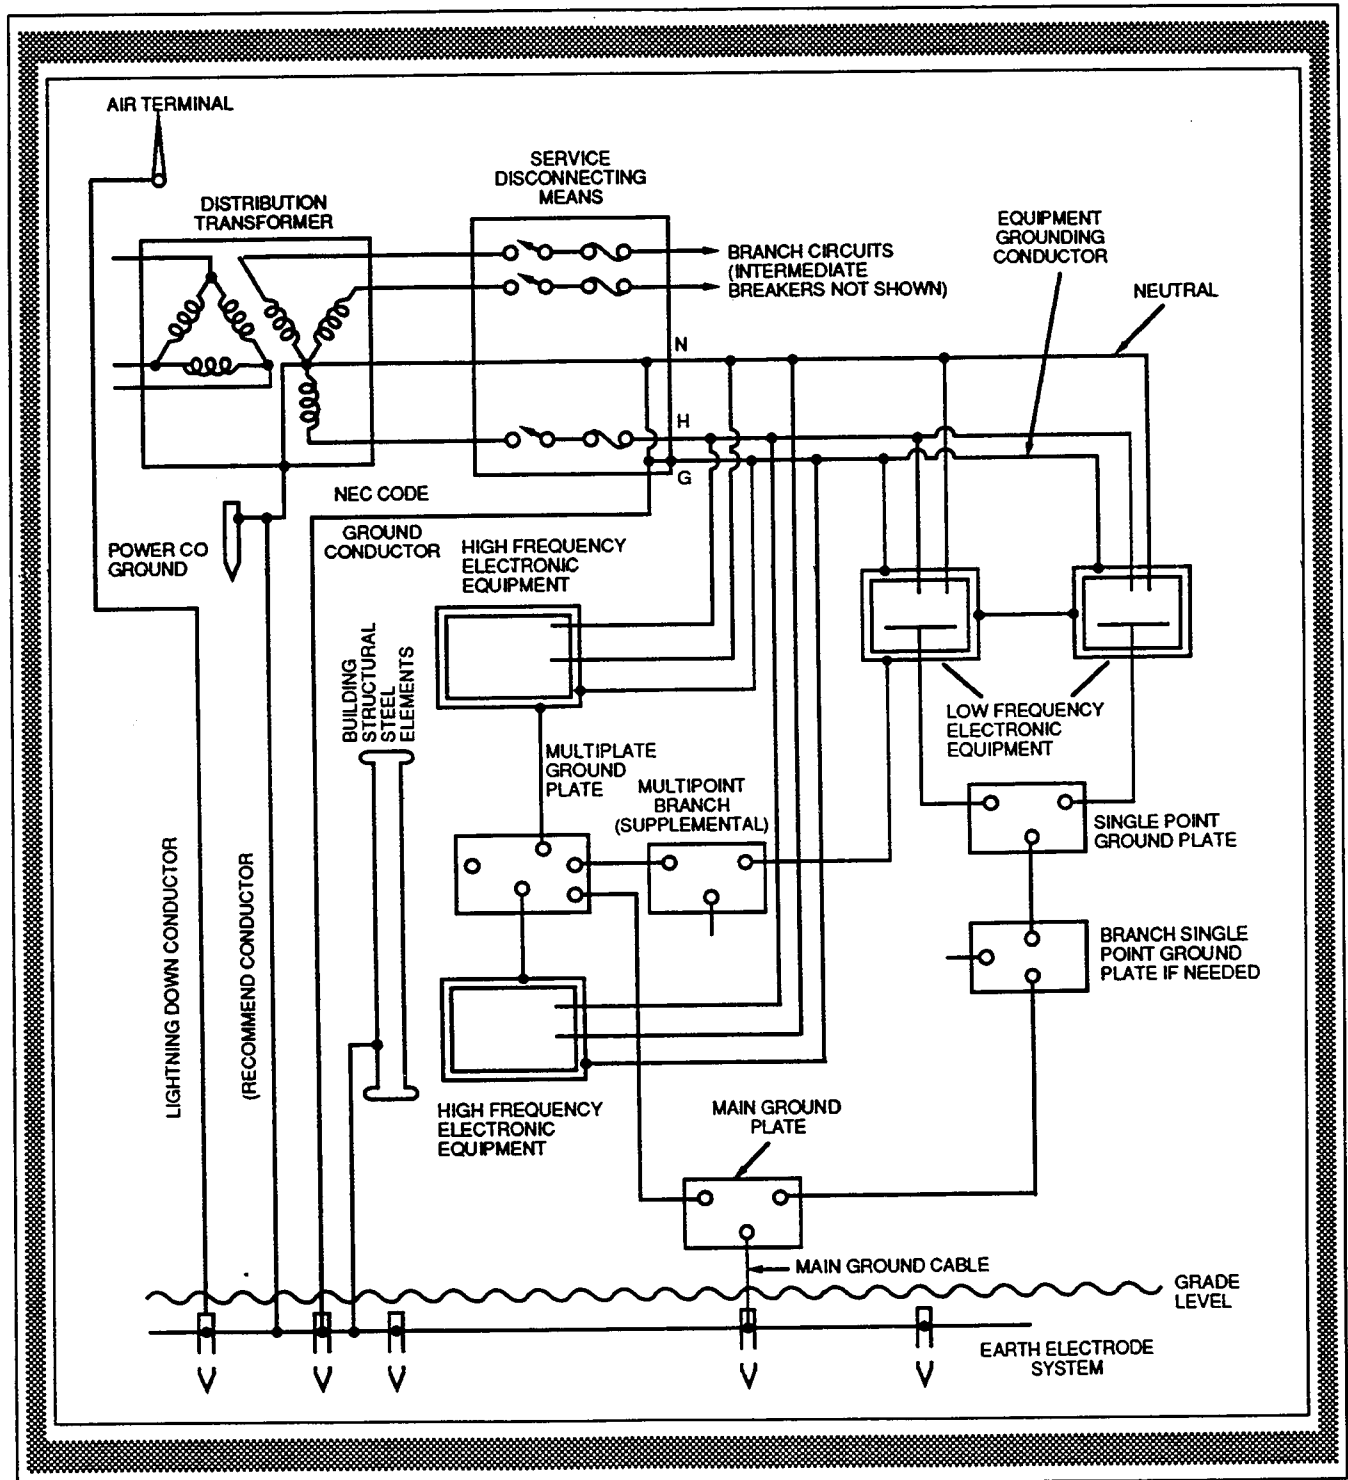 AIR TERMINAL
SERVICE
DISCONNECTING
MEANS
DISTRIBUTION
TRANSFORMER
EQUIPMENT
GROUNDING
CONDUCTOR
BRANCH CIRCUITS
(INTERMEDIATE
BREAKERS NOT SHOWN)
NEUTRAL
N
H
G
NEC CODE
GROUND
CONDUCTOR
POWER CO
GROUND
HIGH FREQUENCY
ELECTRONIC
EQUIPMENT
BUILDING
STRUCTURAL
STEEL
ELEMENTS
LOW FREQUENCY
ELECTRONIC
EQUIPMENT
MULTIPLATE
GROUND
PLATE
MULTIPOINT
BRANCH
(SUPPLEMENTAL)
SINGLE POINT
GROUND PLATE
LIGHTNING DOWN CONDUCTOR
(RECOMMEND CONDUCTOR
BRANCH SINGLE
POINT GROUND
PLATE IF NEEDED
HIGH FREQUENCY
ELECTRONIC
EQUIPMENT
MAIN GROUND
PLATE
MAIN GROUND CABLE
GRADE
LEVEL
EARTH ELECTRODE
SYSTEM